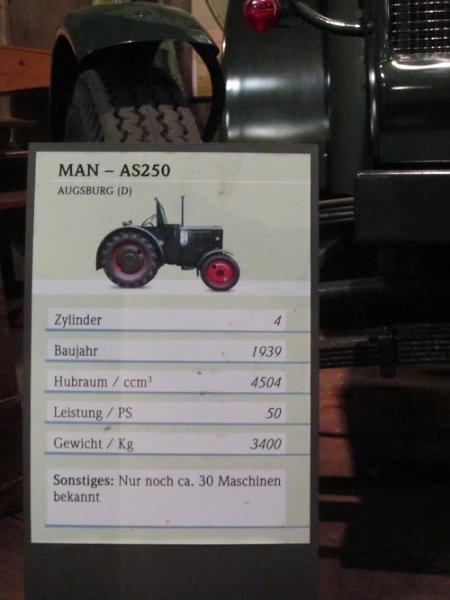 MAN – AS250
AUGSBURG (D)
Zylinder 4
Baujahr 1939
Hubraum / ccm³ 4504
Leistung / PS 50
Gewicht / Kg 3400
Sonstiges: Nur noch ca. 30 Maschinen
bekannt